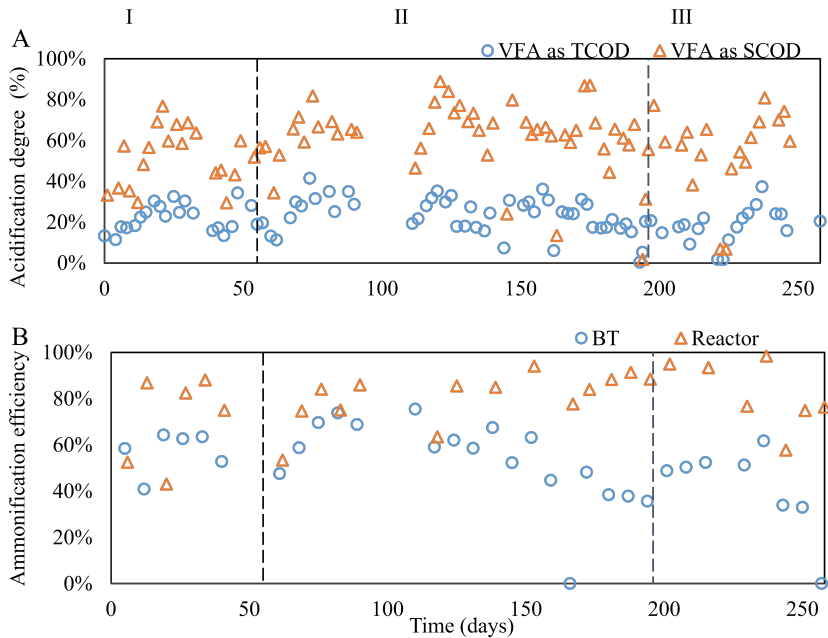 I II III
A
VFA as TCOD VFA as SCOD
Acidification degree (%)
100%
80%
60%
40%
20%
0%
0 50 100 150 200 250
B
BT Reactor
Ammonification efficiency
100%
80%
60%
40%
20%
0%
0 50 100 150 200 250
Time (days)